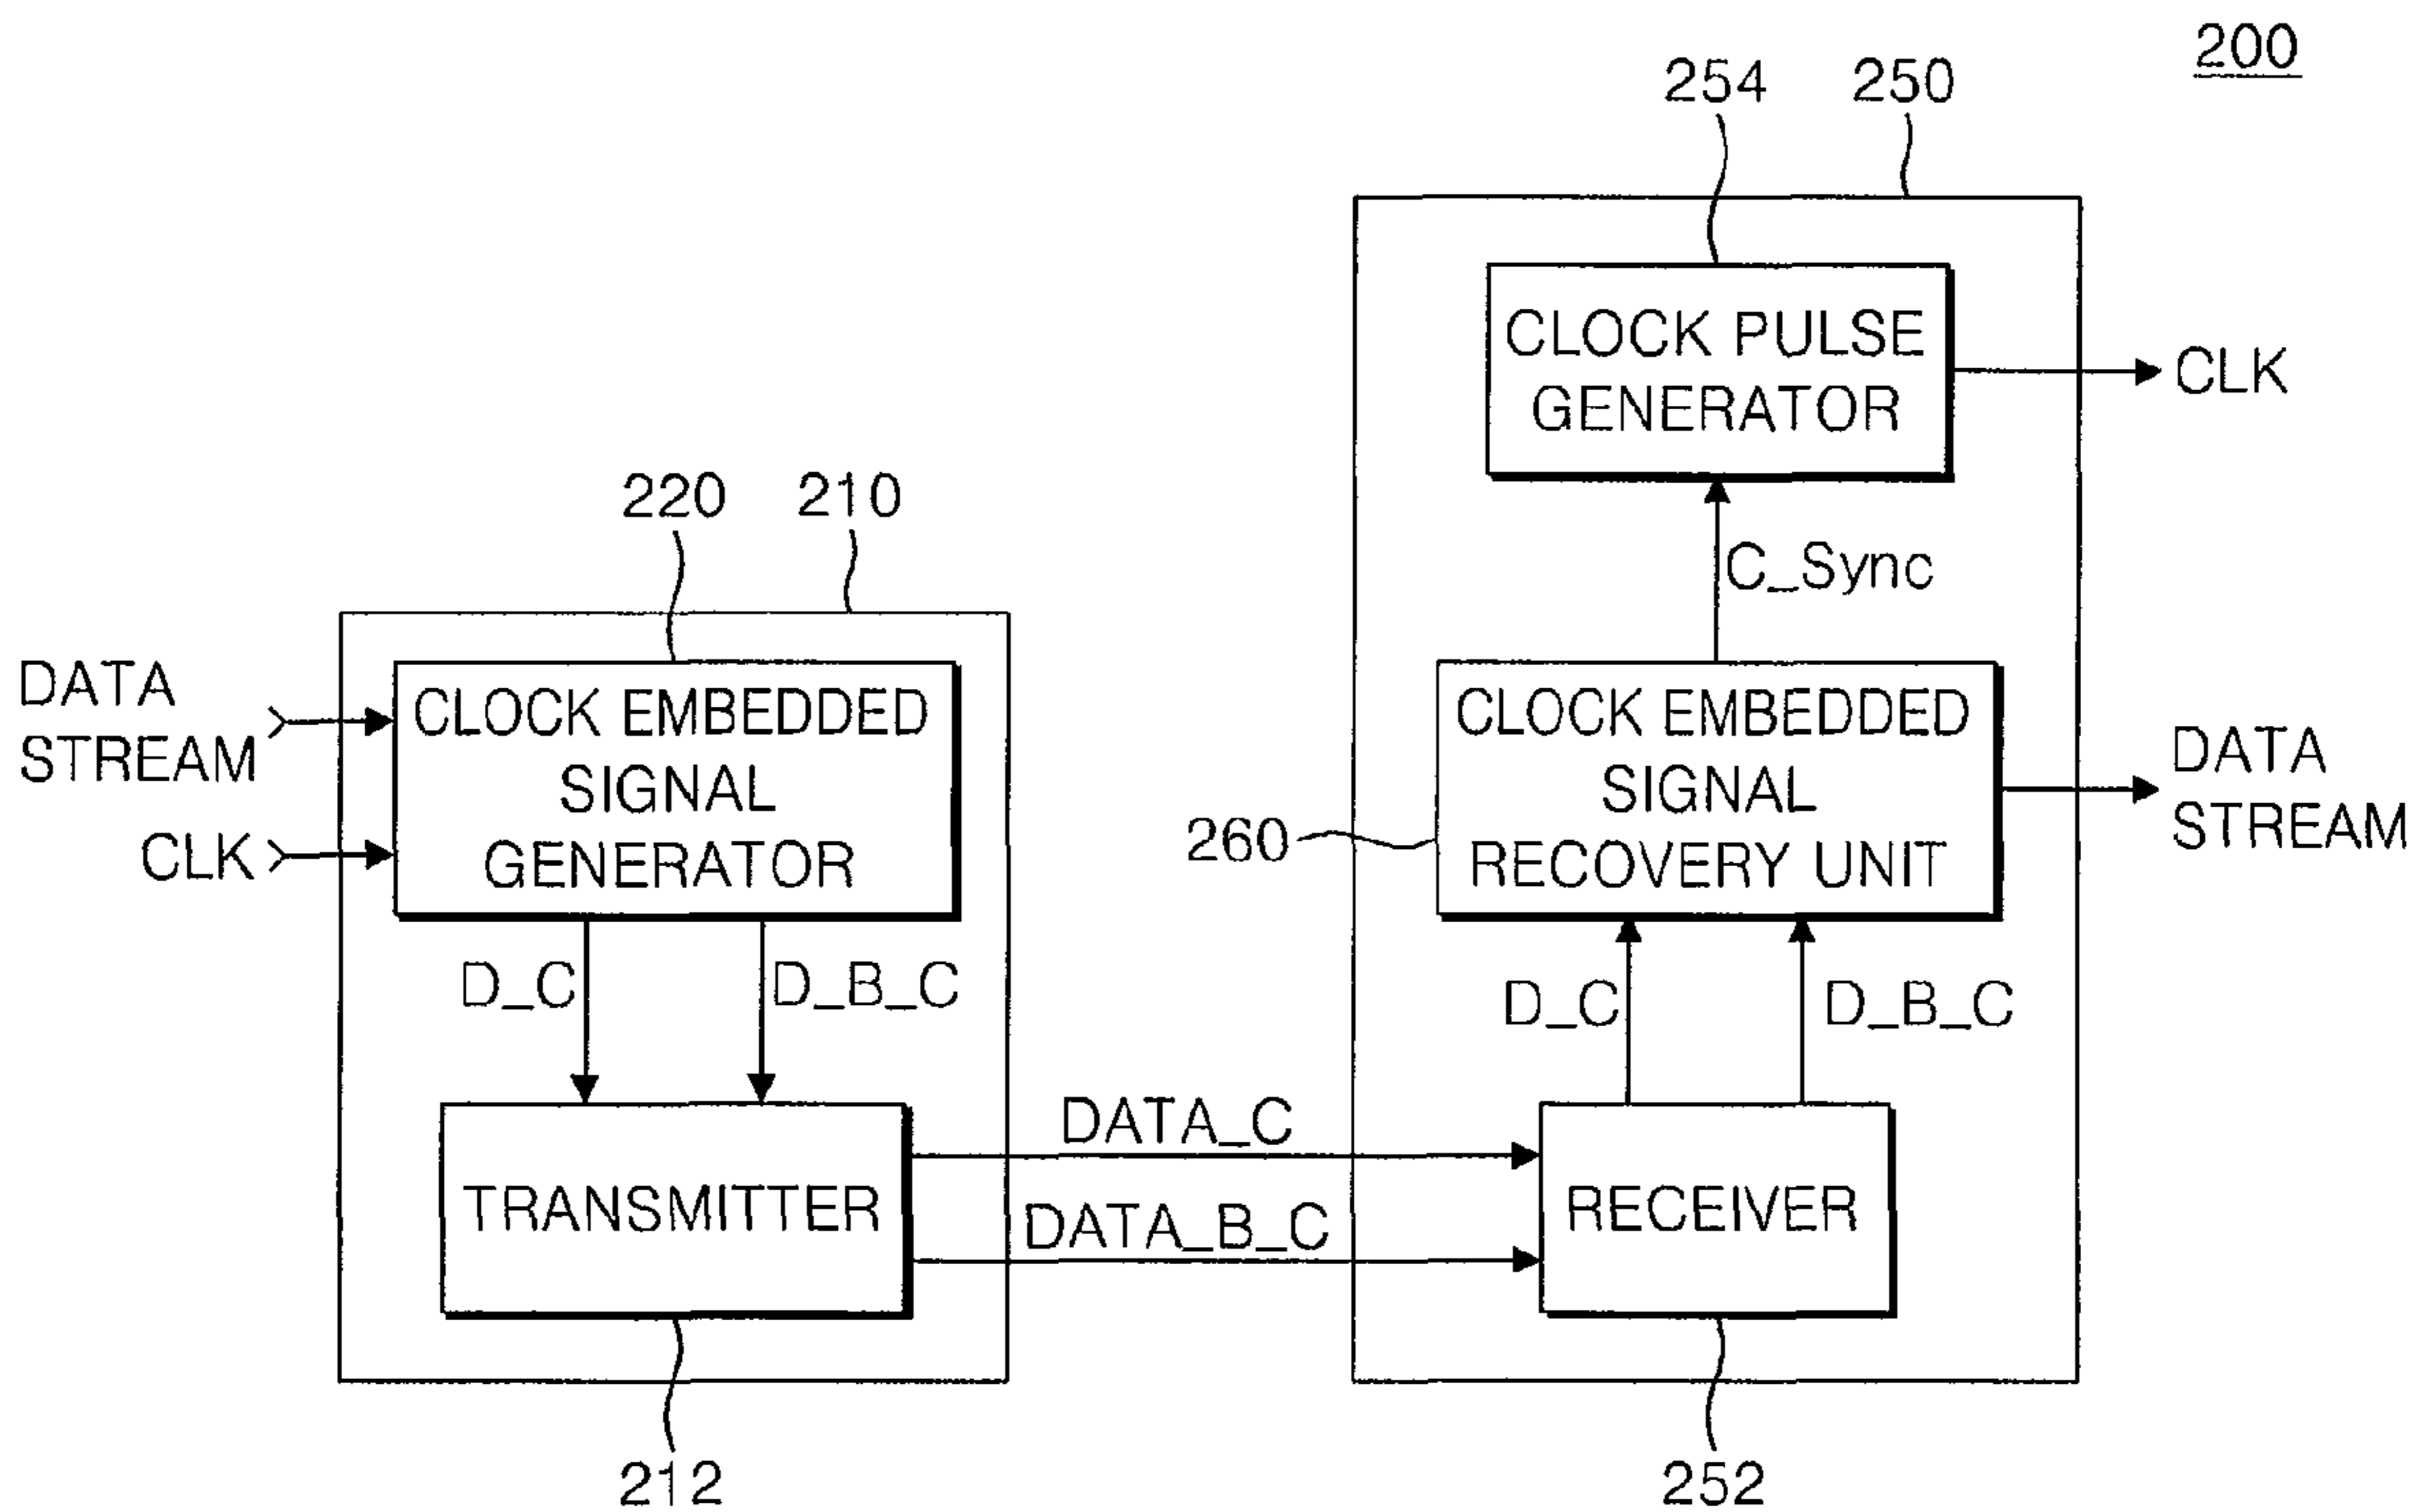 200
254
250
CLOCK PULSE
GENERATOR
CLK
C_Sync
220
210
DATA
STREAM
CLK
CLOCK EMBEDDED
SIGNAL
GENERATOR
D_C
D_B_C
TRANSMITTER
212
DATA_C
DATA_B_C
260
CLOCK EMBEDDED
SIGNAL
RECOVERY UNIT
DATA
STREAM
D_C
D_B_C
RECEIVER
252